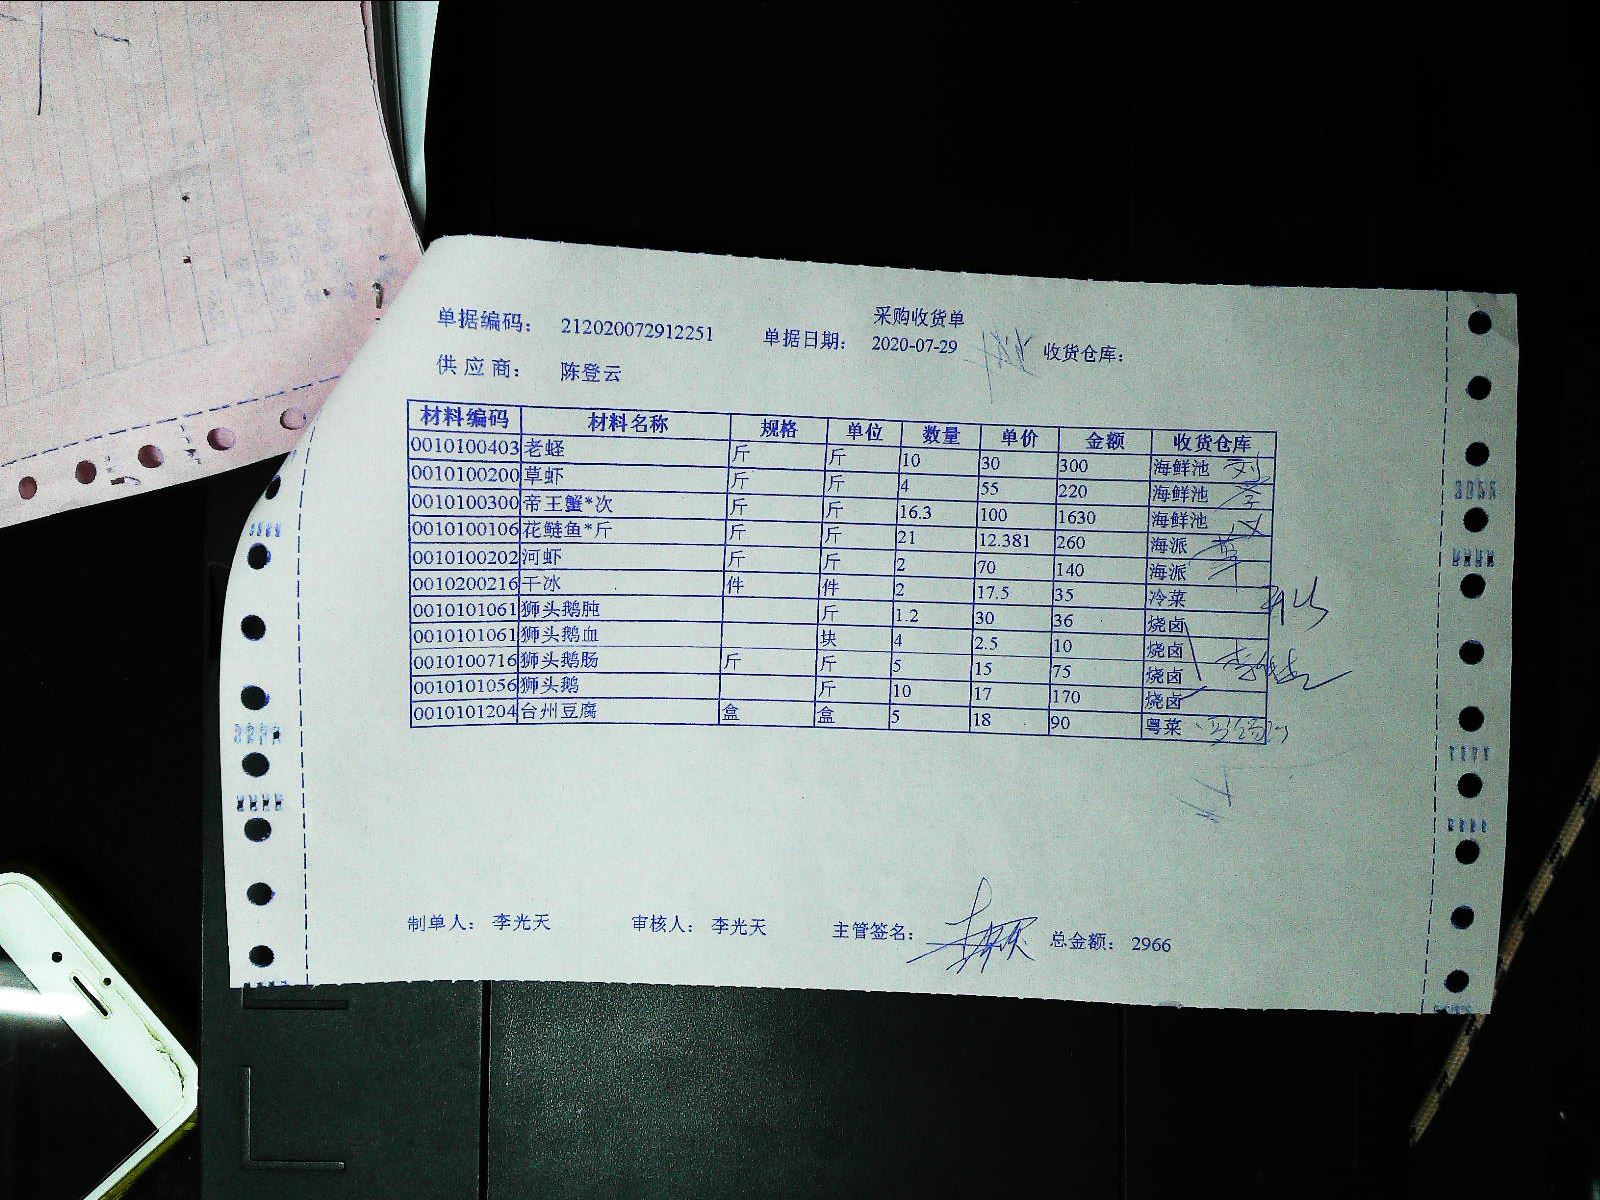 采购收货单
单据编码： 212020072912251 单据日期： 2020-07-29 收货仓库：
供应商： 陈登云
材料编码 材料名称 规格 单位 数量 单价 金额 收货仓库
0010100403 老蛏 斤 斤 10 30 300 海鲜池
0010100200 草虾 斤 斤 4 55 220 海鲜池
0010100300 帝王蟹*次 斤 斤 16.3 100 1630 海鲜池
0010100106 花鲢鱼*斤 斤 斤 21 12.381 260 海派
0010100202 河虾 斤 斤 2 70 140 海派
0010200216 干冰 件 件 2 17.5 35 冷菜
0010101061 狮头鹅肫 斤 1.2 30 36 烧卤
0010101061 狮头鹅血 块 4 2.5 10 烧卤
0010100716 狮头鹅肠 斤 斤 5 15 75 烧卤
0010101056 狮头鹅 斤 10 17 170 烧卤
0010101204 台州豆腐 盒 盒 5 18 90 粤菜
制单人： 李光天 审核人： 李光天 主管签名： 总金额： 2966